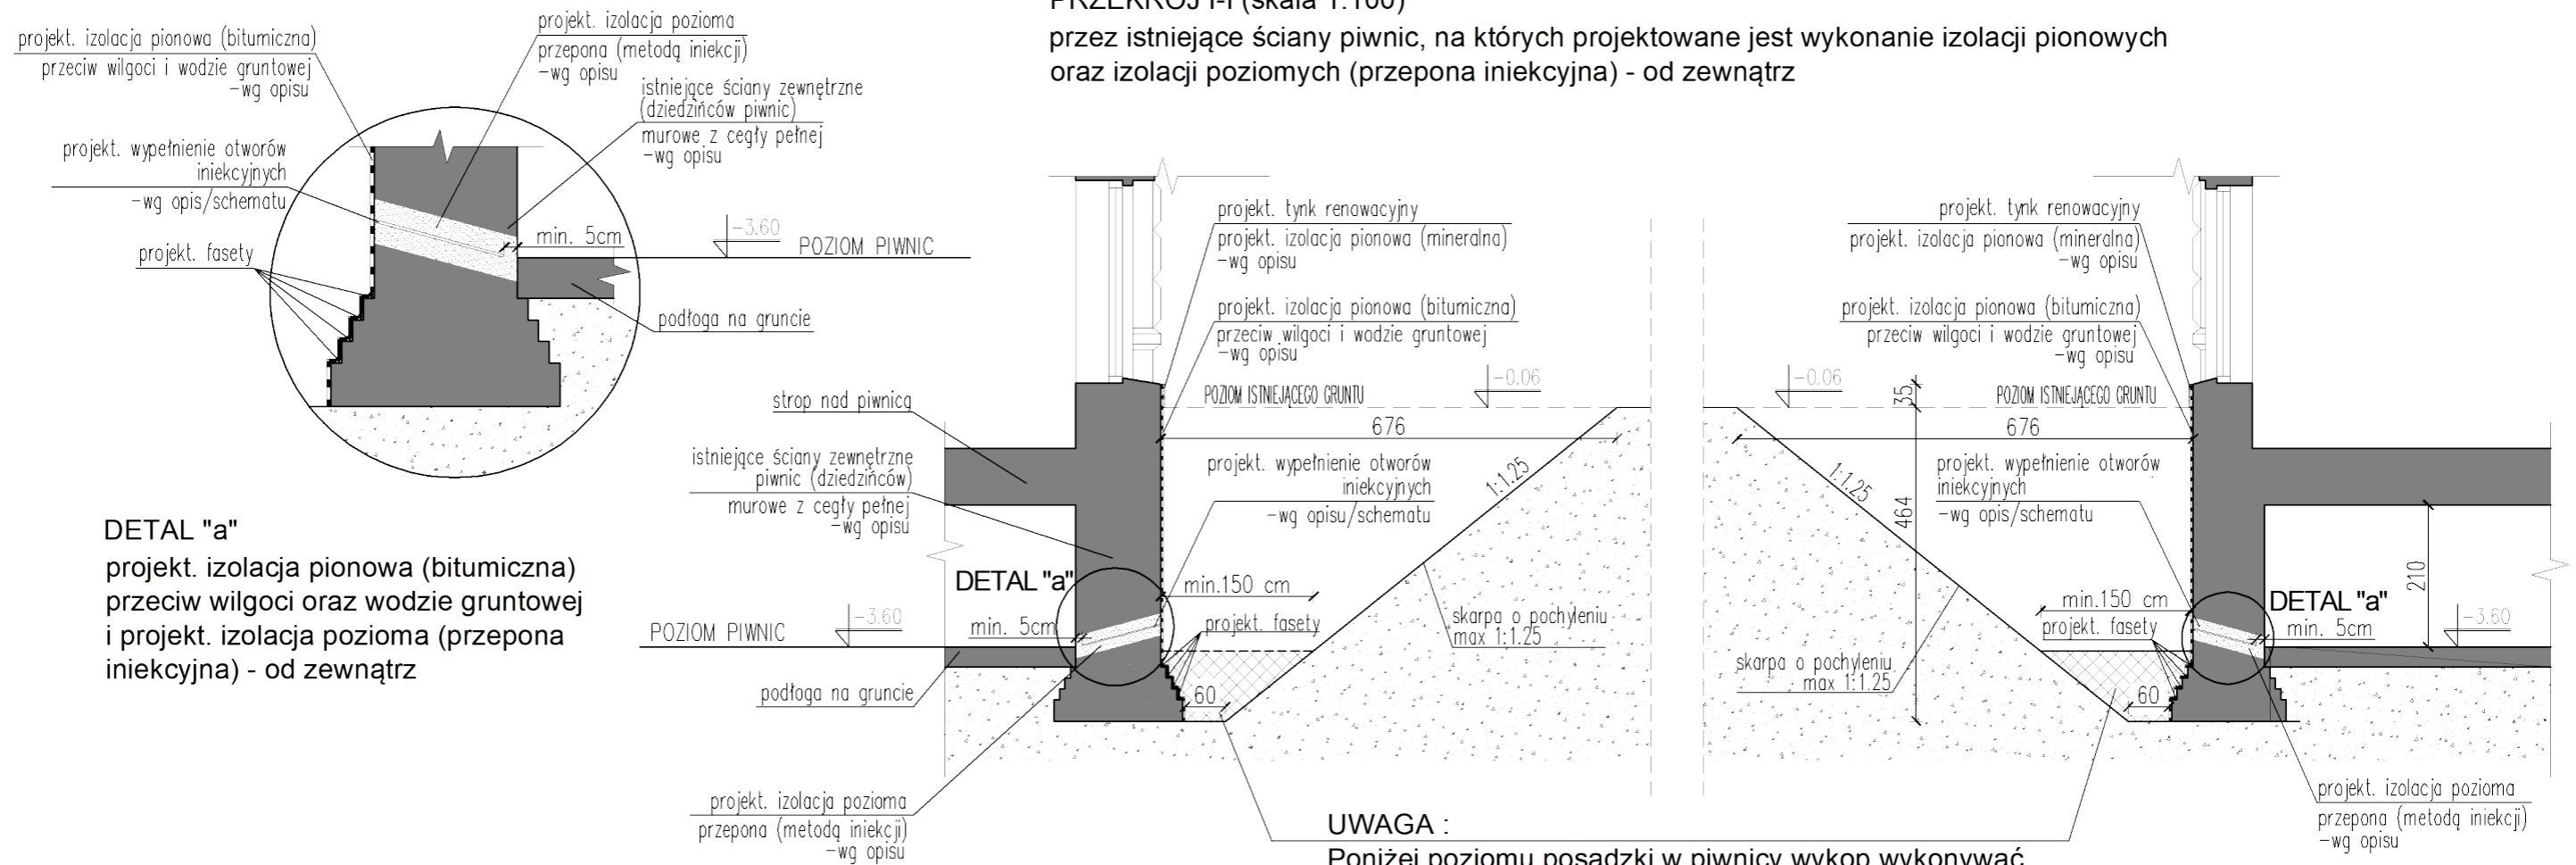 PRZEKRÓJ I-I (skala 1:100)
przez istniejące ściany piwnic, na których projektowane jest wykonanie izolacji pionowych
oraz izolacji poziomych (przepona iniekcyjna) - od zewnątrz
projekt. izolacja pionowa (bitumiczna)
przeciw wilgoci i wodzie gruntowej
-wg opisu
projekt. izolacja pozioma
przepona (metodą iniekcji)
-wg opisu
istniejące ściany zewnętrzne
(dziedzińców piwnic)
murowe z cegły pełnej
-wg opisu
projekt. wypełnienie otworów
iniekcyjnych
-wg opis/schematu
projekt. fasety
min. 5cm
-3.60
POZIOM PIWNIC
podłoga na gruncie
DETAL "a"
projekt. izolacja pionowa (bitumiczna)
przeciw wilgoci oraz wodzie gruntowej
i projekt. izolacja pozioma (przepona
iniekcyjna) - od zewnątrz
projekt. tynk renowacyjny
projekt. izolacja pionowa (mineralna)
-wg opisu
projekt. izolacja pionowa (bitumiczna)
przeciw wilgoci i wodzie gruntowej
-wg opisu
-0.06
POZIOM ISTNIEJĄCEGO GRUNTU
676
strop nad piwnicą
istniejące ściany zewnętrzne
piwnic (dziedzińców)
murowe z cegły pełnej
-wg opisu
projekt. wypełnienie otworów
iniekcyjnych
-wg opisu/schematu
1:1.25
DETAL "a"
min.150 cm
-3.60
POZIOM PIWNIC
min. 5cm
projekt. fasety
skarpa o pochyleniu
max 1:1.25
podłoga na gruncie
60
projekt. izolacja pozioma
przepona (metodą iniekcji)
-wg opisu
projekt. tynk renowacyjny
projekt. izolacja pionowa (mineralna)
-wg opisu
projekt. izolacja pionowa (bitumiczna)
przeciw wilgoci i wodzie gruntowej
-wg opisu
-0.06
35
POZIOM ISTNIEJĄCEGO GRUNTU
676
1:1.25
464
projekt. wypełnienie otworów
iniekcyjnych
-wg opis/schematu
210
min.150 cm
DETAL "a"
projekt. fasety
min. 5cm
-3.60
skarpa o pochyleniu
max 1:1.25
60
projekt. izolacja pozioma
przepona (metodą iniekcji)
-wg opisu
UWAGA :
Poniżej poziomu posadzki w piwnicy wykop wykonywać